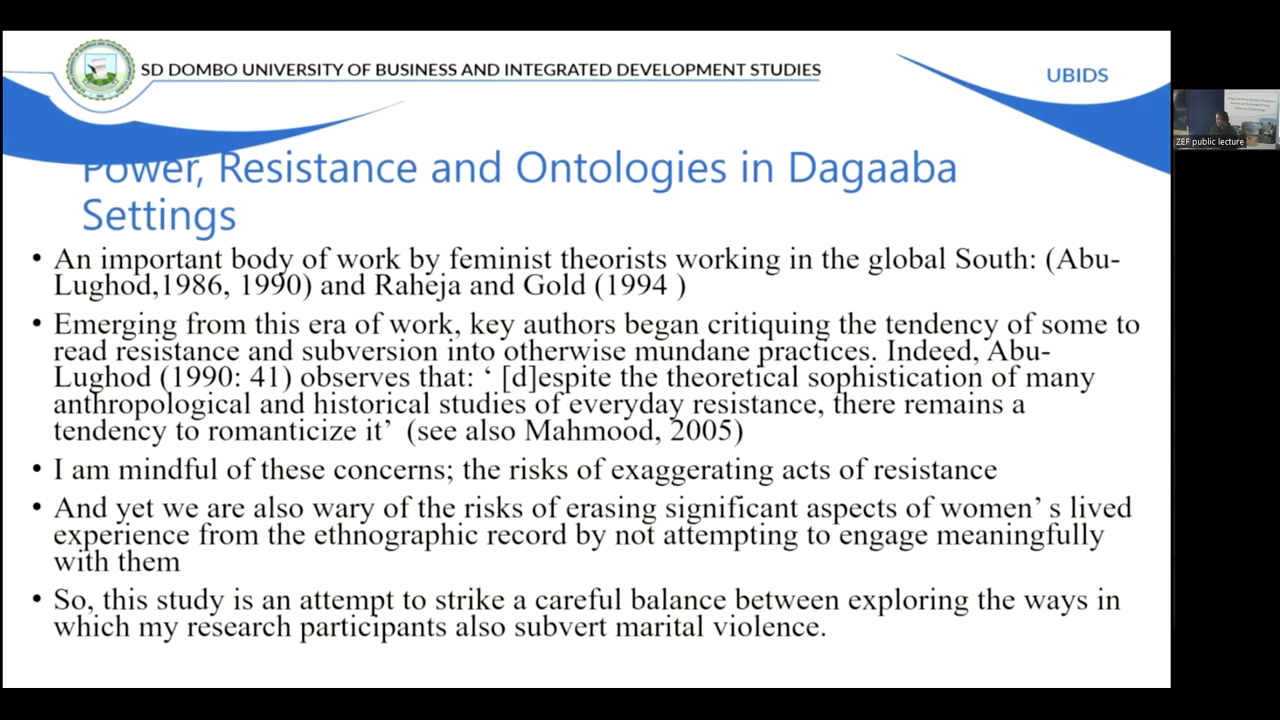 SD DOMBO UNIVERSITY OF BUSINESS AND INTEGRATED DEVELOPMENT STUDIES
UBIDS
Power, Resistance and Ontologies in Dagaaba
Settings
• An important body of work by feminist theorists working in the global South: (Abu-
Lughod,1986, 1990) and Raheja and Gold (1994 )
• Emerging from this era of work, key authors began critiquing the tendency of some to
read resistance and subversion into otherwise mundane practices. Indeed, Abu-
Lughod (1990: 41) observes that: ‘ [d]espite the theoretical sophistication of many
anthropological and historical studies of everyday resistance, there remains a
tendency to romanticize it’ (see also Mahmood, 2005)
• I am mindful of these concerns; the risks of exaggerating acts of resistance
• And yet we are also wary of the risks of erasing significant aspects of women’ s lived
experience from the ethnographic record by not attempting to engage meaningfully
with them
• So, this study is an attempt to strike a careful balance between exploring the ways in
which my research participants also subvert marital violence.
ZEF public lecture